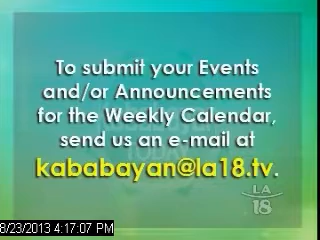 To submit your Events
and/or Announcements
for the Weekly Calendar,
send us an e-mail at
kababayan@la18.tv.
LA
18
8/23/2013 4:17:07 PM